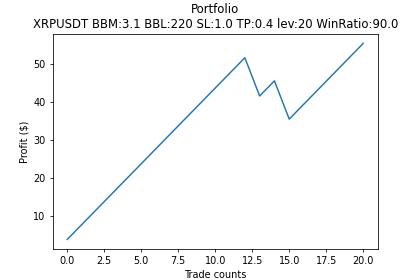 Portfolio
XRPUSDT BBM:3.1 BBL:220 SL:1.0 TP:0.4 lev:20 WinRatio:90.0
Profit ($)
50
40
30
20
10
0.0 2.5 5.0 7.5 10.0 12.5 15.0 17.5 20.0
Trade counts